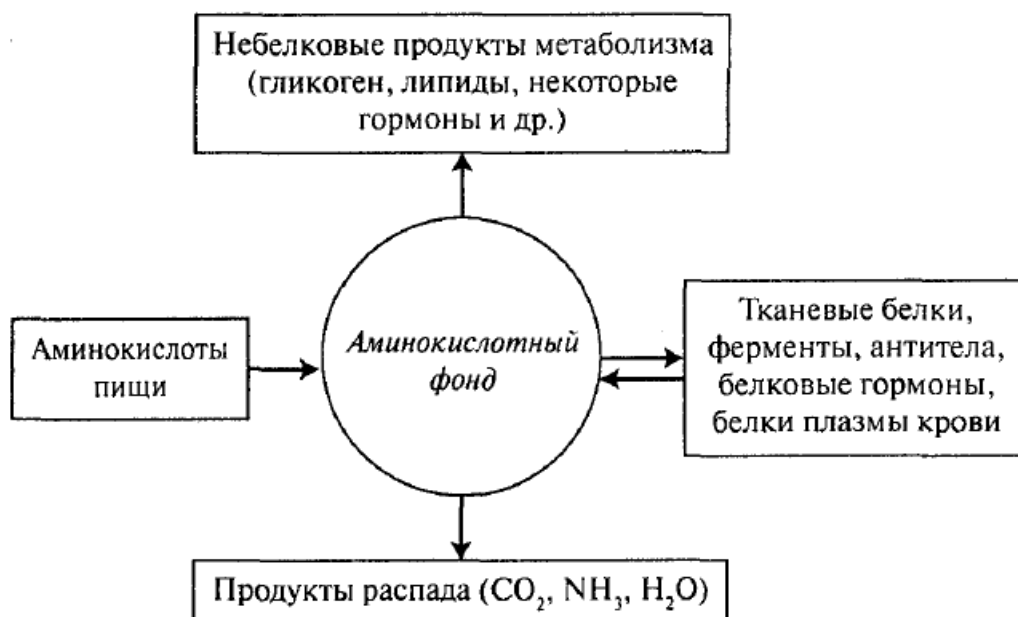 Небелковые продукты метаболизма
(гликоген, липиды, некоторые
гормоны и др.)
Аминокислоты
пищи
Аминокислотный
фонд
Тканевые белки,
ферменты, антитела,
белковые гормоны,
белки плазмы крови
Продукты распада (CO₂, NH₃, H₂O)